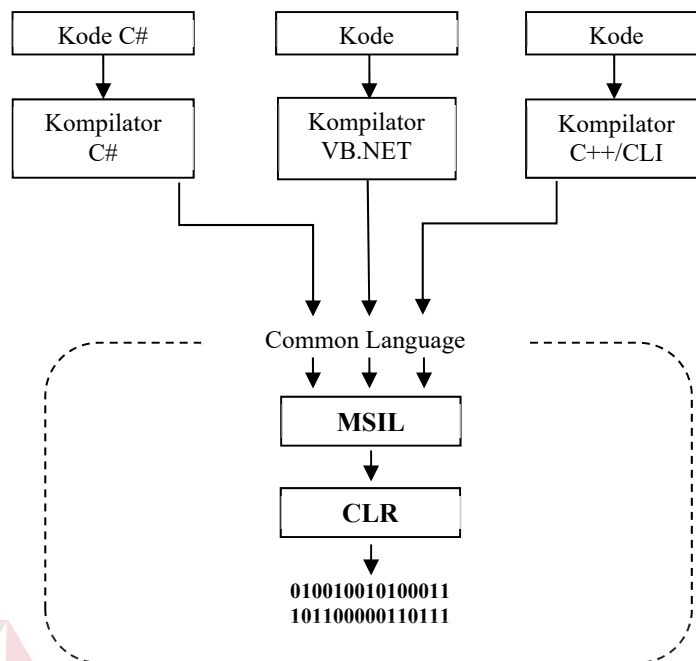 Kode C#
Kode
Kode
Kompilator
C#
Kompilator
VB.NET
Kompilator
C++/CLI
Common Language
MSIL
CLR
010010010100011
101100000110111